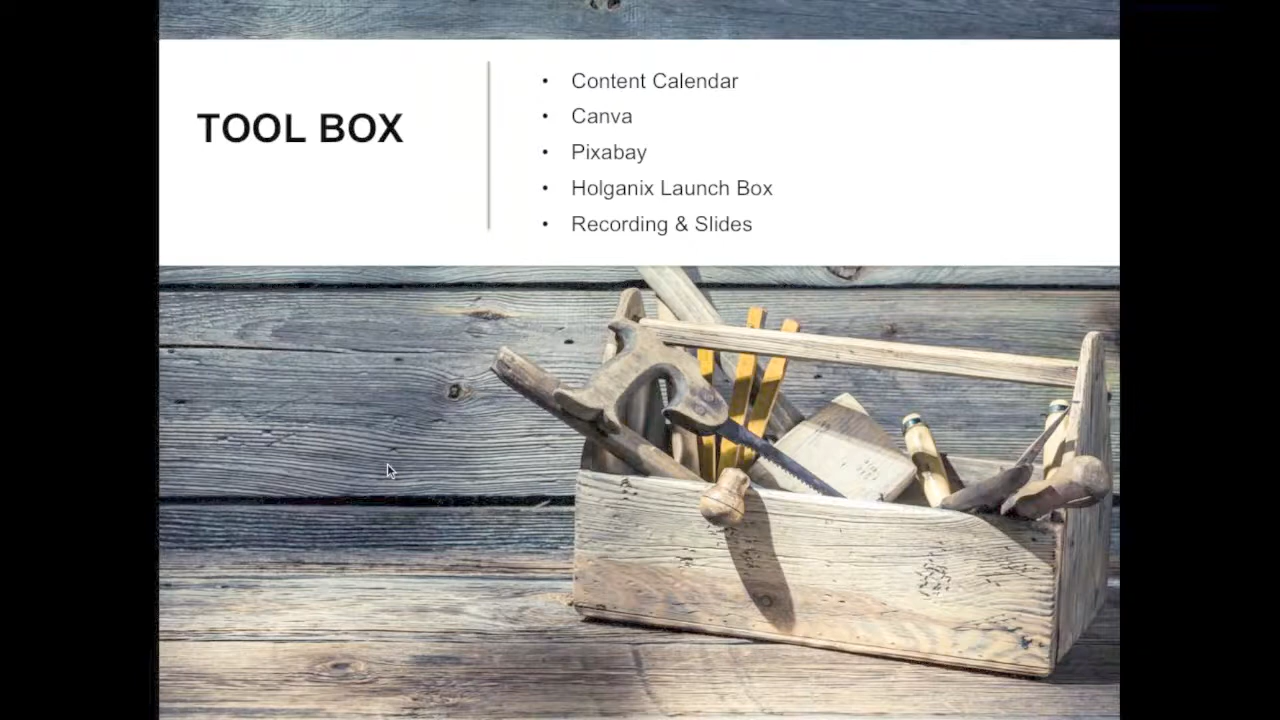 TOOL BOX
• Content Calendar
• Canva
• Pixabay
• Holganix Launch Box
• Recording & Slides